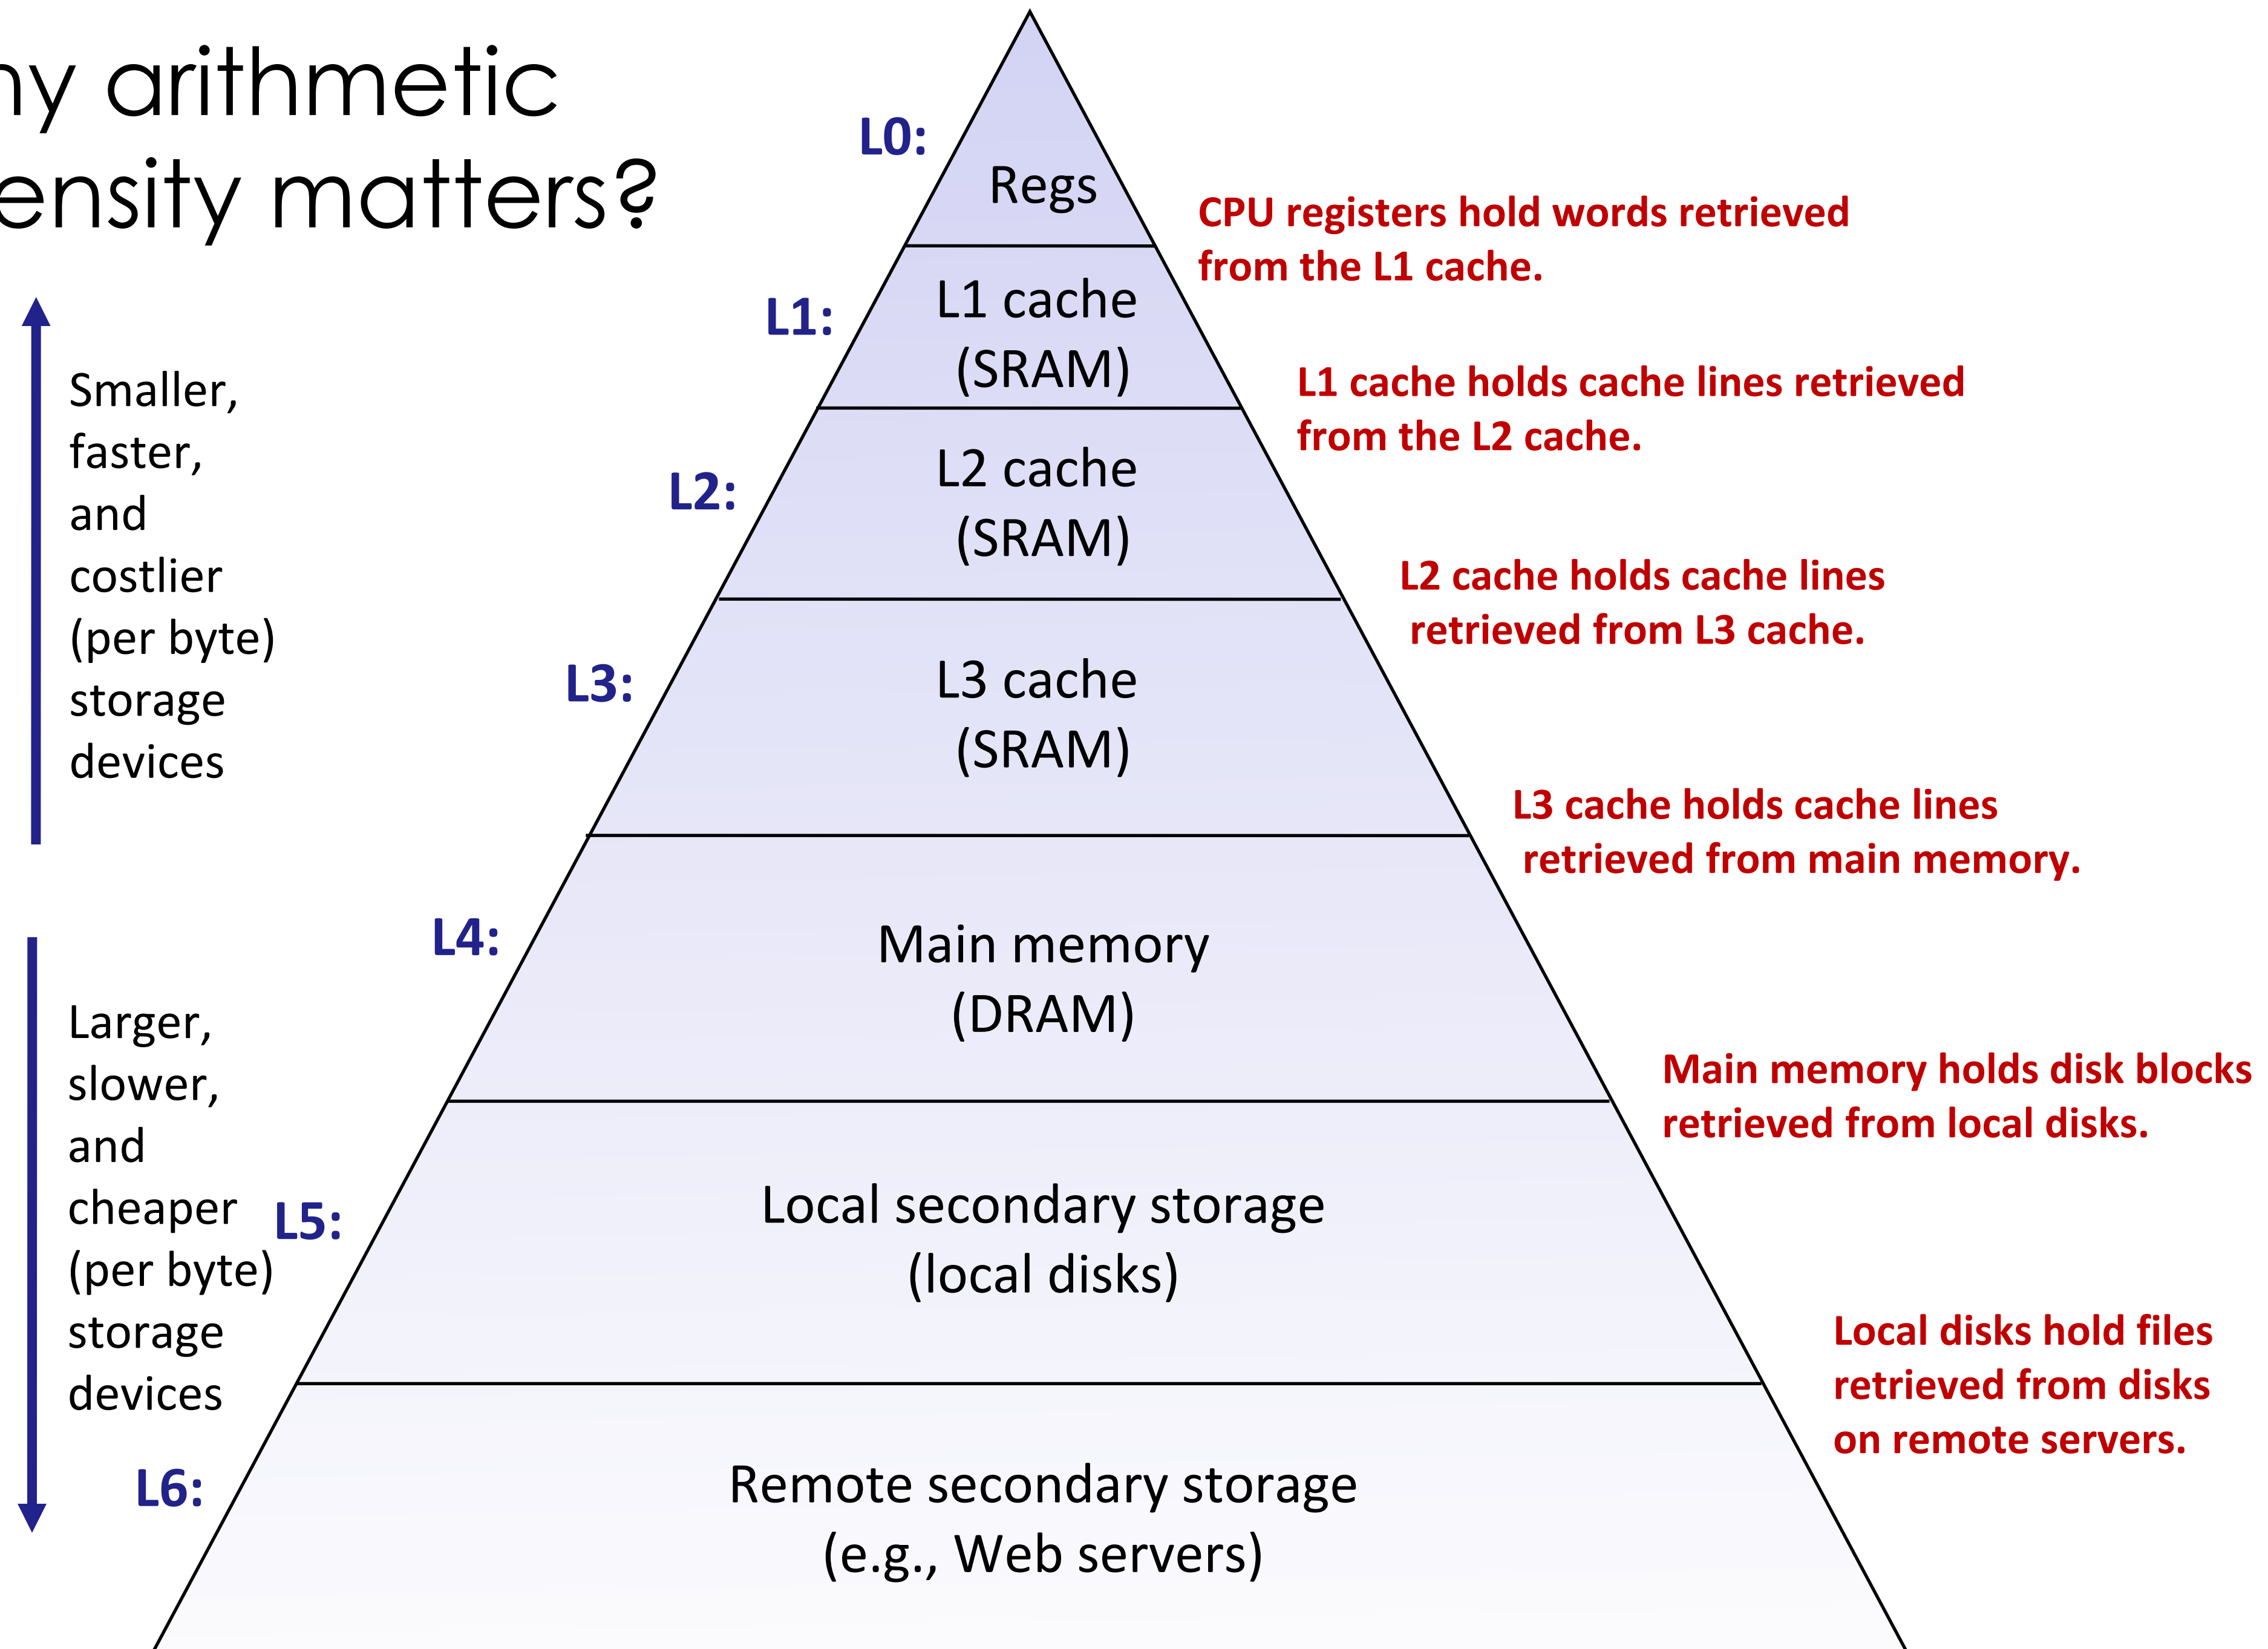 ny arithmetic
ensity matters?
L0:
Regs
CPU registers hold words retrieved
from the L1 cache.
L1:
L1 cache
(SRAM)
L1 cache holds cache lines retrieved
from the L2 cache.
Smaller,
faster,
and
costlier
(per byte)
storage
devices
L2:
L2 cache
(SRAM)
L2 cache holds cache lines
retrieved from L3 cache.
L3:
L3 cache
(SRAM)
L3 cache holds cache lines
retrieved from main memory.
L4:
Main memory
(DRAM)
Main memory holds disk blocks
retrieved from local disks.
Larger,
slower,
and
cheaper
(per byte)
storage
devices
L5:
Local secondary storage
(local disks)
Local disks hold files
retrieved from disks
on remote servers.
L6:
Remote secondary storage
(e.g., Web servers)